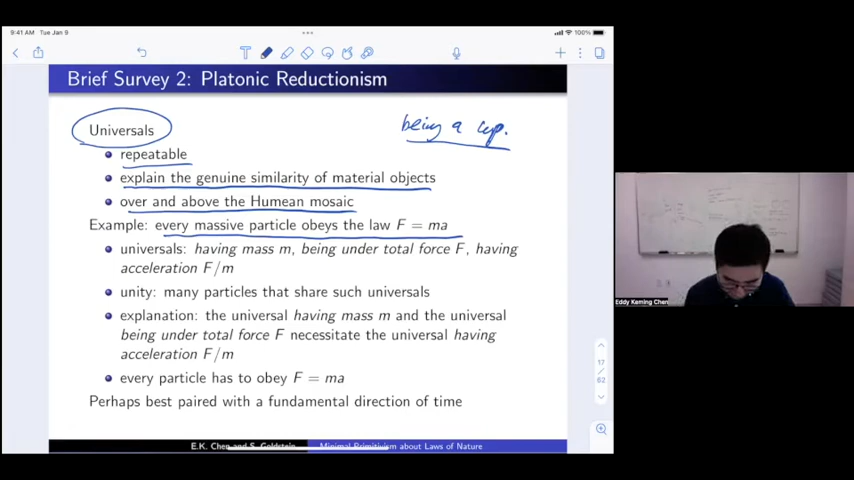 9:41 AM Tue Jan 9
100%
Brief Survey 2: Platonic Reductionism
being a cup.
Universals
repeatable
explain the genuine similarity of material objects
over and above the Humean mosaic
Example: every massive particle obeys the law F = ma
universals: having mass m, being under total force F, having
acceleration F/m
unity: many particles that share such universals
explanation: the universal having mass m and the universal
being under total force F necessitate the universal having
acceleration F/m
every particle has to obey F = ma
Perhaps best paired with a fundamental direction of time
E.K. Chen and S. Goldstein Minimal Primitivism about Laws of Nature
17
/
62
Eddy Keming Chen